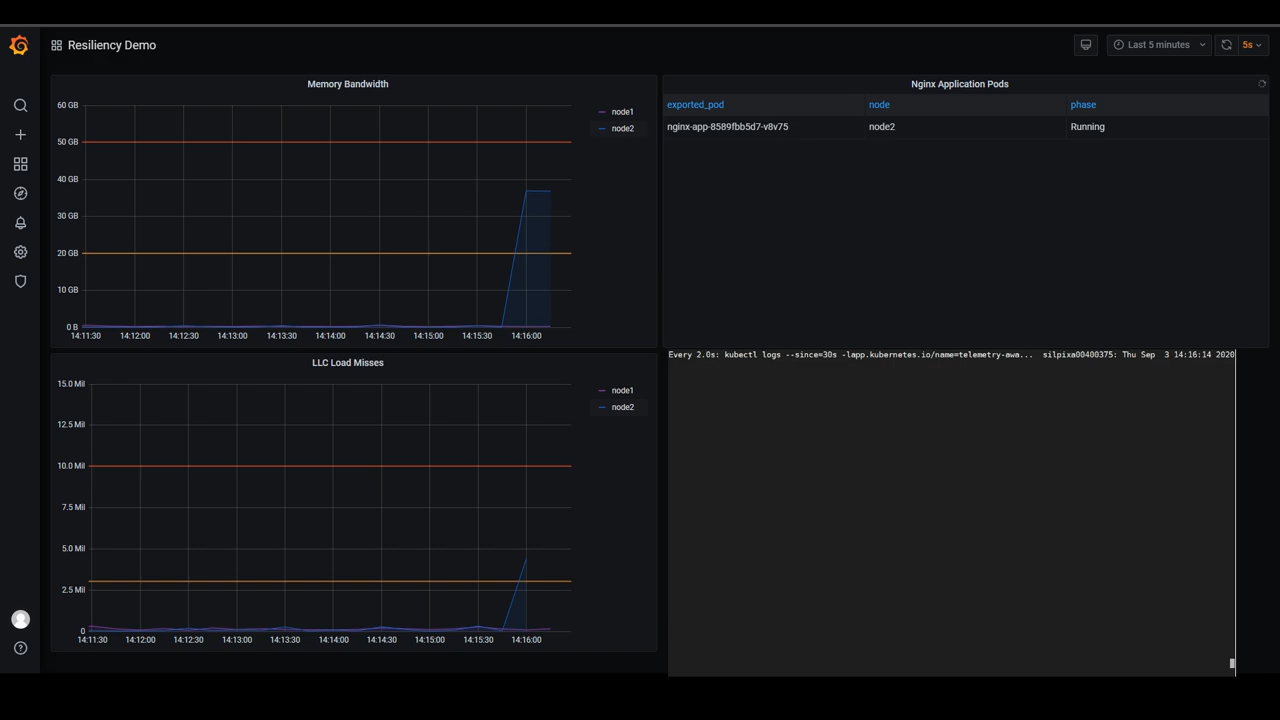 Resiliency Demo
Last 5 minutes
5s
Memory Bandwidth
60 GB
50 GB
40 GB
30 GB
20 GB
10 GB
0 B
14:11:30 14:12:00 14:12:30 14:13:00 14:13:30 14:14:00 14:14:30 14:15:00 14:15:30 14:16:00
node1
node2
Nginx Application Pods
exported_pod node phase
nginx-app-8589fbb5d7-v8v75 node2 Running
LLC Load Misses
15.0 Mil
12.5 Mil
10.0 Mil
7.5 Mil
5.0 Mil
2.5 Mil
0
14:11:30 14:12:00 14:12:30 14:13:00 14:13:30 14:14:00 14:14:30 14:15:00 14:15:30 14:16:00
node1
node2
Every 2.0s: kubectl logs --since=30s -lapp.kubernetes.io/name=telemetry-awa... silpixa00400375: Thu Sep 3 14:16:14 2020